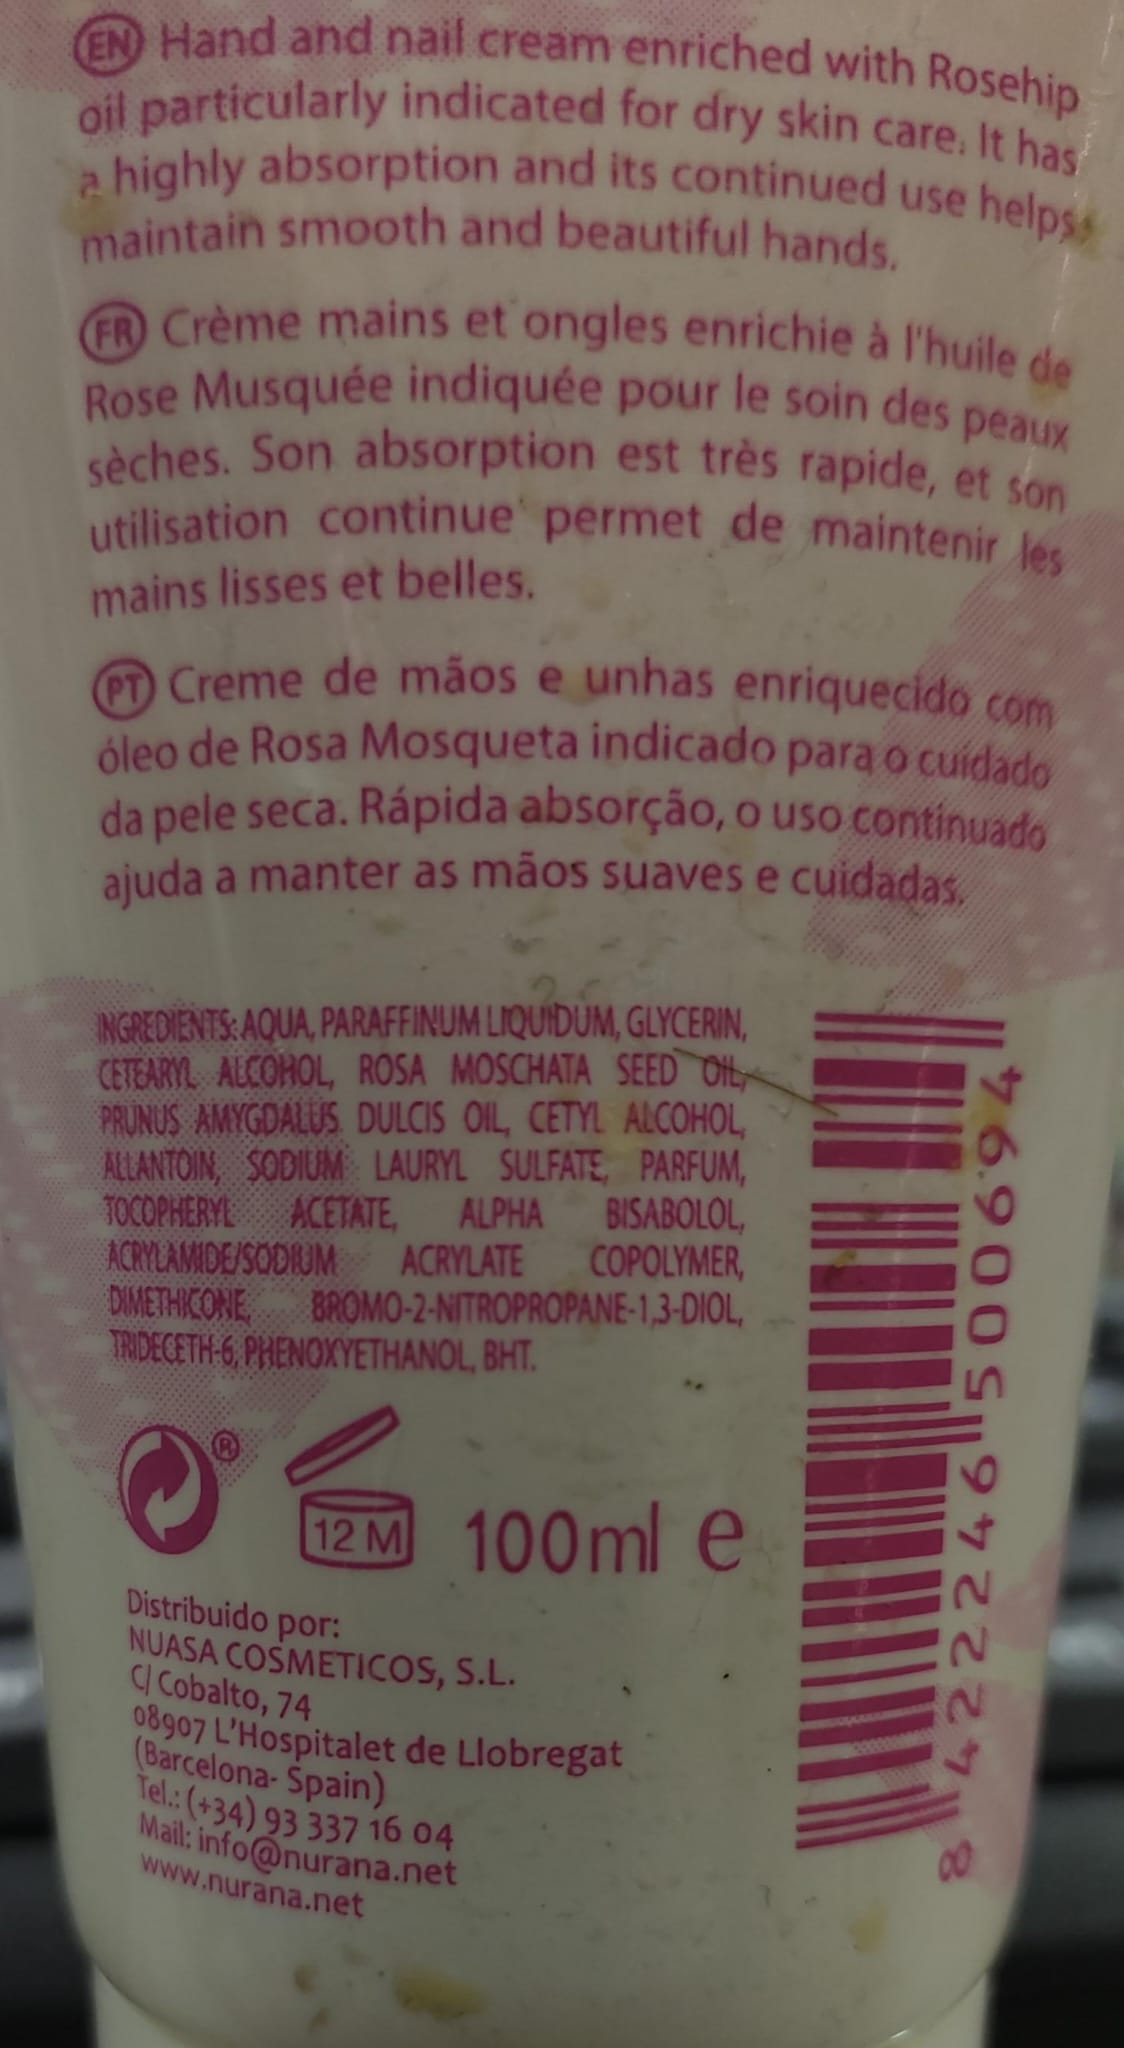 EN Hand and nail cream enriched with Rosehip
oil particularly indicated for dry skin care. It has
a highly absorption and its continued use helps
maintain smooth and beautiful hands.
FR Crème mains et ongles enrichie à l'huile de
Rose Musquée indiquée pour le soin des peaux
sèches. Son absorption est très rapide, et son
utilisation continue permet de maintenir les
mains lisses et belles.
PT Creme de mãos e unhas enriquecido com
óleo de Rosa Mosqueta indicado para o cuidado
da pele seca. Rápida absorção, o uso continuado
ajuda a manter as mãos suaves e cuidadas.
INGREDIENTS: AQUA, PARAFFINUM LIQUIDUM, GLYCERIN,
CETEARYL ALCOHOL, ROSA MOSCHATA SEED OIL,
PRUNUS AMYGDALUS DULCIS OIL, CETYL ALCOHOL,
ALLANTOIN, SODIUM LAURYL SULFATE, PARFUM,
TOCOPHERYL ACETATE, ALPHA BISABOLOL,
ACRYLAMIDE/SODIUM ACRYLATE COPOLYMER,
DIMETHICONE, BROMO-2-NITROPROPANE-1,3-DIOL,
TRIDECETH-6, PHENOXYETHANOL, BHT.
®
12 M
100ml e
Distribuido por:
NUASA COSMETICOS, S.L.
C/ Cobalto, 74
08907 L'Hospitalet de Llobregat
(Barcelona- Spain)
Tel.: (+34) 93 337 16 04
Mail: info@nurana.net
www.nurana.net
8 422246 500694